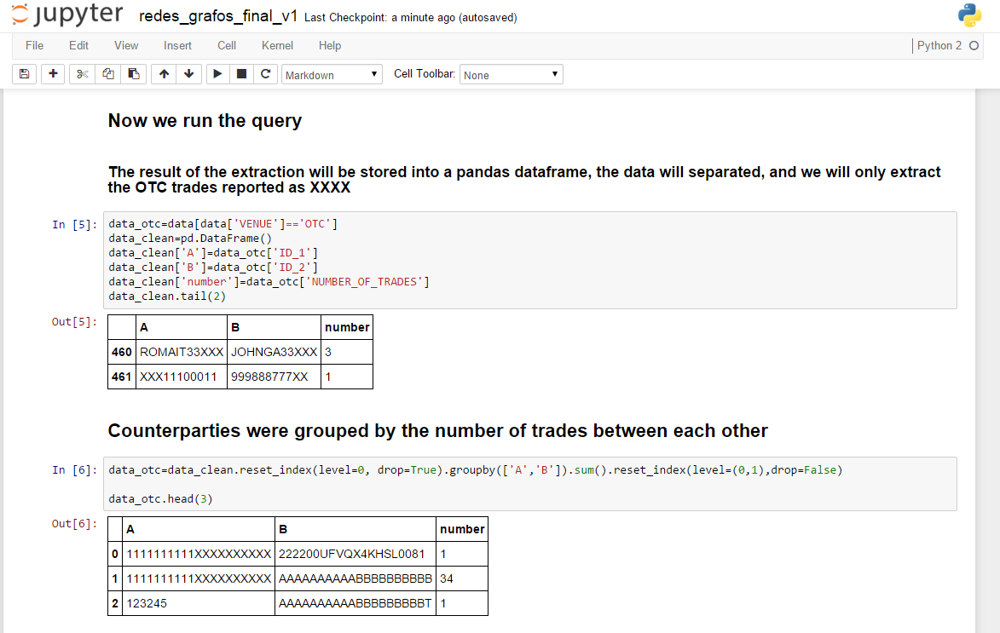 jupyter redes_grafos_final_v1 Last Checkpoint: a minute ago (autosaved)
File Edit View Insert Cell Kernel Help Python 2
Markdown Cell Toolbar: None
Now we run the query
The result of the extraction will be stored into a pandas dataframe, the data will separated, and we will only extract
the OTC trades reported as XXXX
In [5]: data_otc=data[data['VENUE']=='OTC']
data_clean=pd.DataFrame()
data_clean['A']=data_otc['ID_1']
data_clean['B']=data_otc['ID_2']
data_clean['number']=data_otc['NUMBER_OF_TRADES']
data_clean.tail(2)
Out[5]:
A B number
460 ROMAIT33XXX JOHNGA33XXX 3
461 XXX11100011 999888777XX 1
Counterparties were grouped by the number of trades between each other
In [6]: data_otc=data_clean.reset_index(level=0, drop=True).groupby(['A','B']).sum().reset_index(level=(0,1),drop=False)
data_otc.head(3)
Out[6]:
A B number
0 1111111111XXXXXXXXXX 222200UFVQX4KHSL0081 1
1 1111111111XXXXXXXXXX AAAAAAAAAABBBBBBBBBB 34
2 123245 AAAAAAAAAABBBBBBBBBT 1